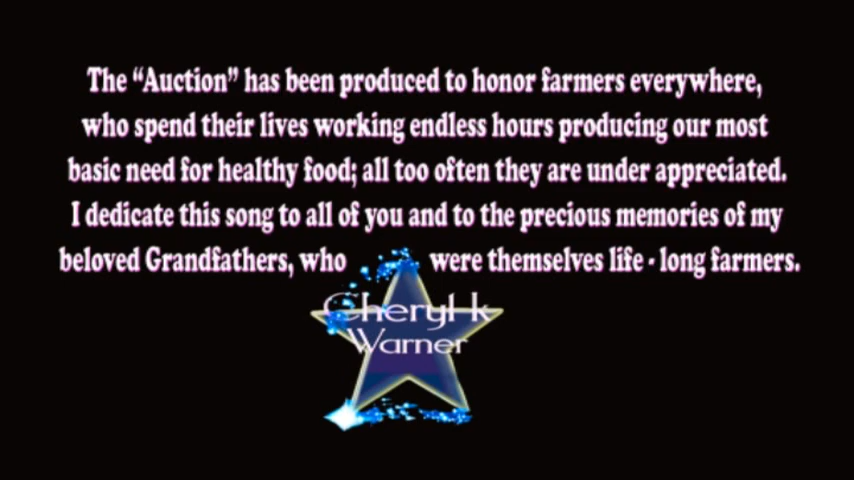 The “Auction” has been produced to honor farmers everywhere,
who spend their lives working endless hours producing our most
basic need for healthy food; all too often they are under appreciated.
I dedicate this song to all of you and to the precious memories of my
beloved Grandfathers, who were themselves life - long farmers.
Cheryl k
Warner